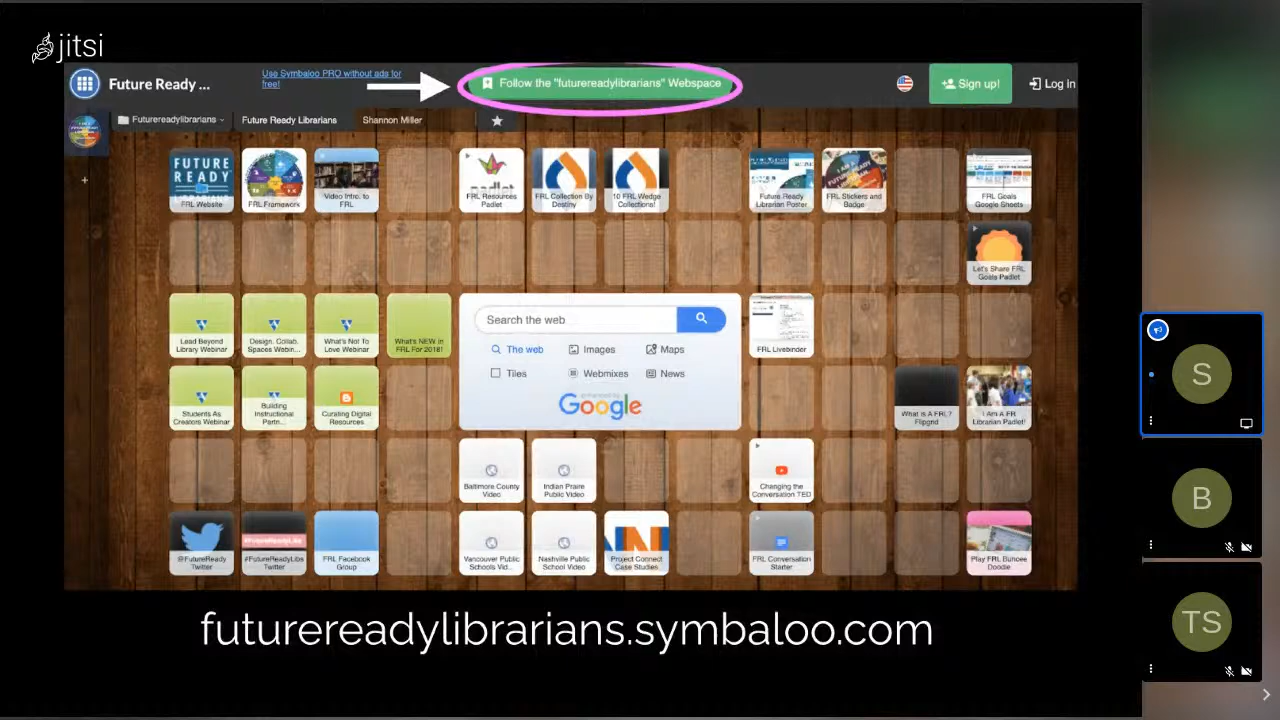 jitsi
Future Ready ...
Use Symbaloo PRO without ads for
free!
Follow the "futurereadylibrarians" Webspace
Sign up!
Log in
Futurereadylibrarians
Future Ready Librarians
Shannon Miller
FUTURE
READY
FRL Website
FRL Framework
Video Intro. to
FRL
padlet
FRL Resources
Padlet
FRL Collection By
Destiny
10 FRL Wedge
Collections!
Future Ready
Librarian Poster
FRL Stickers and
Badge
FRL Goals
Google Sheets
Let's Share FRL
Goals Padlet
Lead Beyond
Library Webinar
Design. Collab.
Spaces Webin...
What's Not To
Love Webinar
What's NEW in
FRL For 2018!
Search the web
The web
Images
Maps
Tiles
Webmixes
News
Google
FRL Livebinder
Students As
Creators Webinar
Building
Instructional
Partn...
Curating Digital
Resources
What is A FRL?
Flipgrid
I Am A FR
Librarian Padlet!
Baltimore County
Video
Indian Praire
Public Video
Changing the
Conversation TED
@FutureReady
Twitter
#FutureReadyLibs
#FutureReadyLibs
Twitter
FRL Facebook
Group
Vancouver Public
Schools Vid...
Nashville Public
School Video
Project Connect
Case Studies
FRL Conversation
Starter
Play FRL Buncee
Doodle
futurereadylibrarians.symbaloo.com
S
B
TS